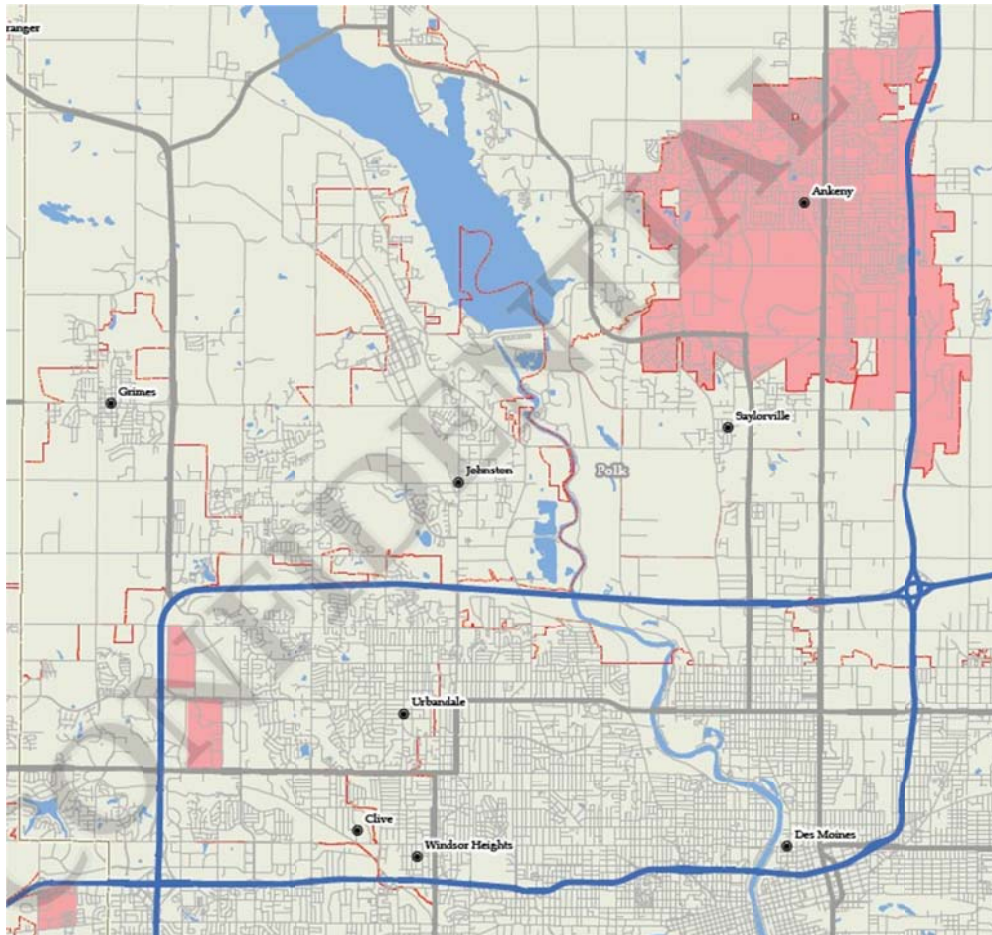 ranger
Ankeny
Grimes
Saylorville
Johnston
Polk
Urbandale
Clive
Windsor Heights
Des Moines
CONFIDENTIAL